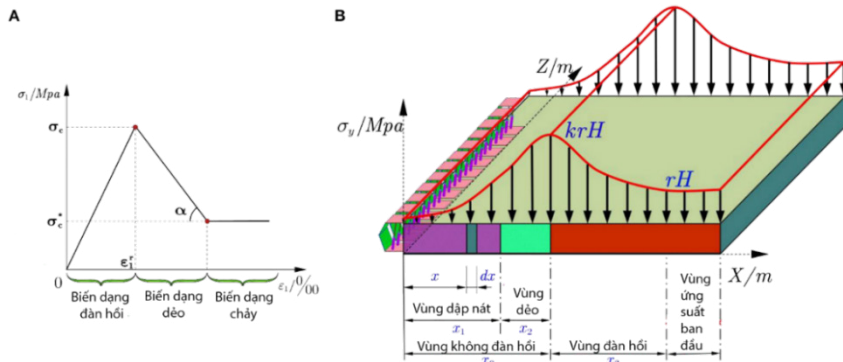 A
B
σ₁/Mpa
σc
σc*
α
0
ε₁ʳ
ε₁/0/00
Biến dạng
đàn hồi
Biến dạng
dẻo
Biến dạng
chảy
Z/m
σy/Mpa
krH
rH
X/m
x
dx
Vùng dập nát
x₁
Vùng
dẻo
x₂
Vùng không đàn hồi
Vùng đàn hồi
Vùng
ứng
suất
ban
đầu